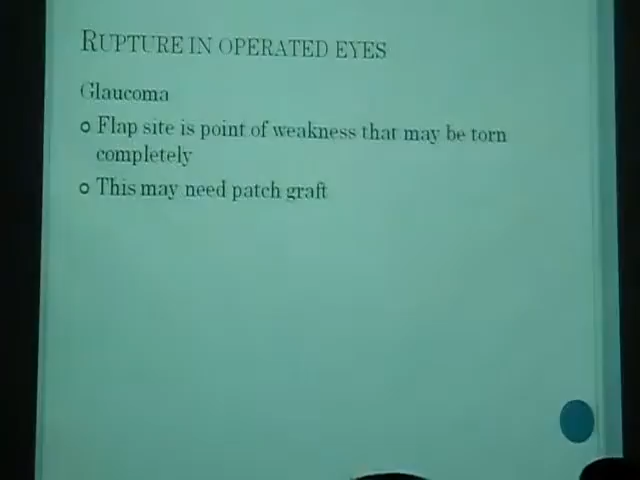 RUPTURE IN OPERATED EYES
Glaucoma
o Flap site is point of weakness that may be torn
completely
o This may need patch graft